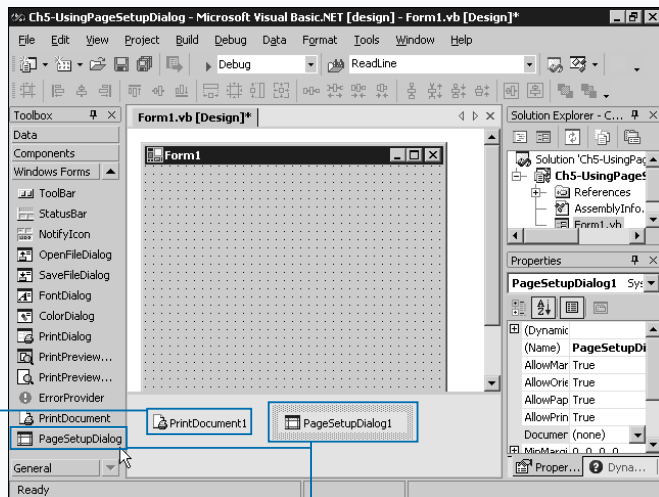 Ch5-UsingPageSetupDialog - Microsoft Visual Basic.NET [design] - Form1.vb [Design]*
File Edit View Project Build Debug Data Format Tools Window Help
Debug ReadLine
Toolbox
Data
Components
Windows Forms
ToolBar
StatusBar
NotifyIcon
OpenFileDialog
SaveFileDialog
FontDialog
ColorDialog
PrintDialog
PrintPreview...
PrintPreview...
ErrorProvider
PrintDocument
PageSetupDialog
General
Form1.vb [Design]*
Form1
PrintDocument1
PageSetupDialog1
Solution Explorer - C...
Solution 'Ch5-UsingPag
Ch5-UsingPageS
References
AssemblyInfo.
Form1.vb
Properties
PageSetupDialog1 Sys
(Dynamic
(Name) PageSetupDi
AllowMar True
AllowOrie True
AllowPap True
AllowPrin True
Documer (none)
MinMargi 0, 0, 0, 0
Proper... Dyna...
Ready